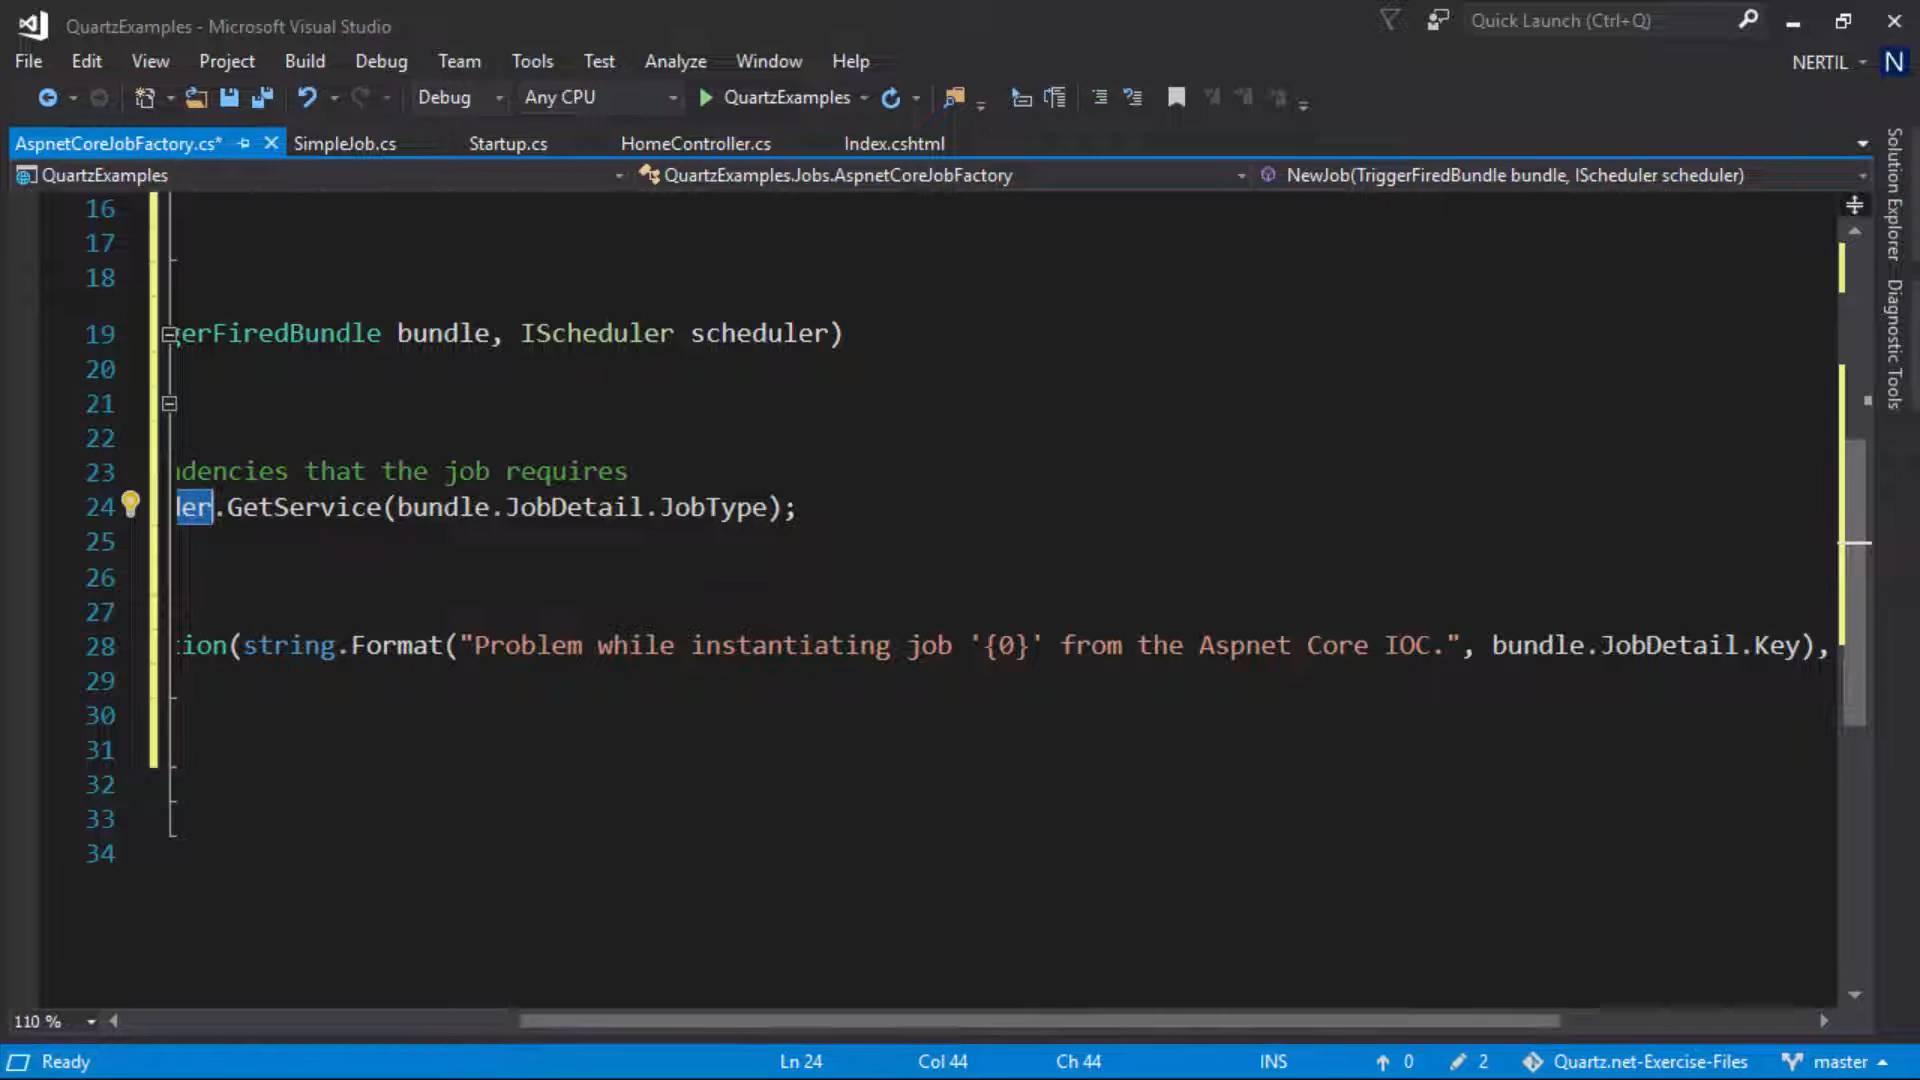 QuartzExamples - Microsoft Visual Studio
Quick Launch (Ctrl+Q)
File Edit View Project Build Debug Team Tools Test Analyze Window Help
NERTIL N
Debug Any CPU QuartzExamples
AspnetCoreJobFactory.cs* SimpleJob.cs Startup.cs HomeController.cs Index.cshtml
QuartzExamples QuartzExamples.Jobs.AspnetCoreJobFactory NewJob(TriggerFiredBundle bundle, IScheduler scheduler)
Solution Explorer
Diagnostic Tools
16
17
18
19 gerFiredBundle bundle, IScheduler scheduler)
20
21
22
23 ndencies that the job requires
24 der.GetService(bundle.JobDetail.JobType);
25
26
27
28 tion(string.Format("Problem while instantiating job '{0}' from the Aspnet Core IOC.", bundle.JobDetail.Key),
29
30
31
32
33
34
110 %
Ready Ln 24 Col 44 Ch 44 INS 0 2 Quartz.net-Exercise-Files master